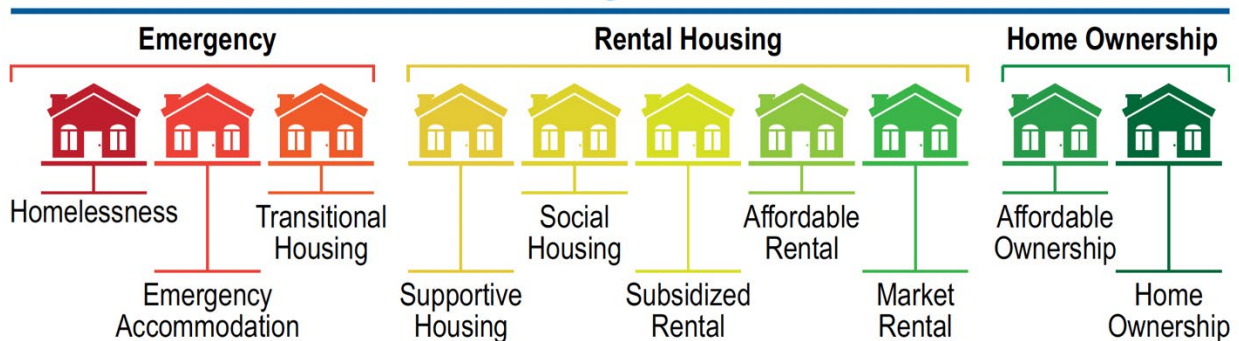 Emergency
Rental Housing
Home Ownership
Homelessness
Emergency
Accommodation
Transitional
Housing
Supportive
Housing
Social
Housing
Subsidized
Rental
Affordable
Rental
Market
Rental
Affordable
Ownership
Home
Ownership